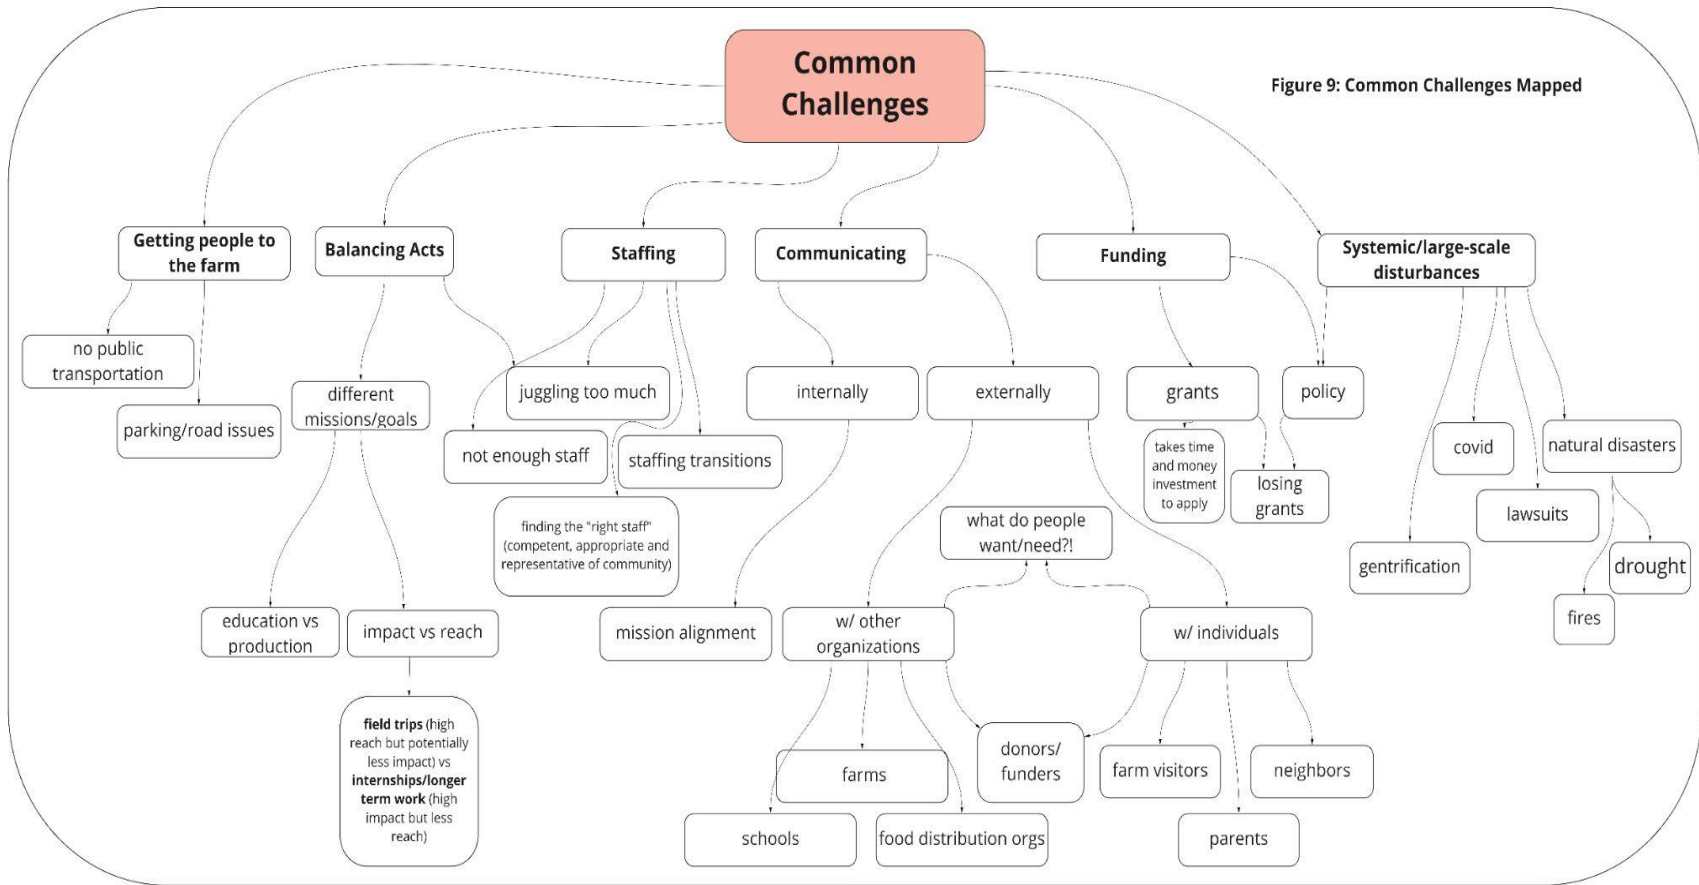 Common
Challenges
Figure 9: Common Challenges Mapped
Getting people to
the farm
Balancing Acts
Staffing
Communicating
Funding
Systemic/large-scale
disturbances
no public
transportation
parking/road issues
different
missions/goals
juggling too much
not enough staff
staffing transitions
finding the "right staff"
(competent, appropriate and
representative of community)
internally
externally
grants
policy
takes time
and money
investment
to apply
losing
grants
covid
natural disasters
lawsuits
gentrification
drought
fires
what do people
want/need?!
education vs
production
impact vs reach
mission alignment
w/ other
organizations
w/ individuals
field trips (high
reach but potentially
less impact) vs
internships/longer
term work (high
impact but less
reach)
farms
donors/
funders
farm visitors
neighbors
schools
food distribution orgs
parents